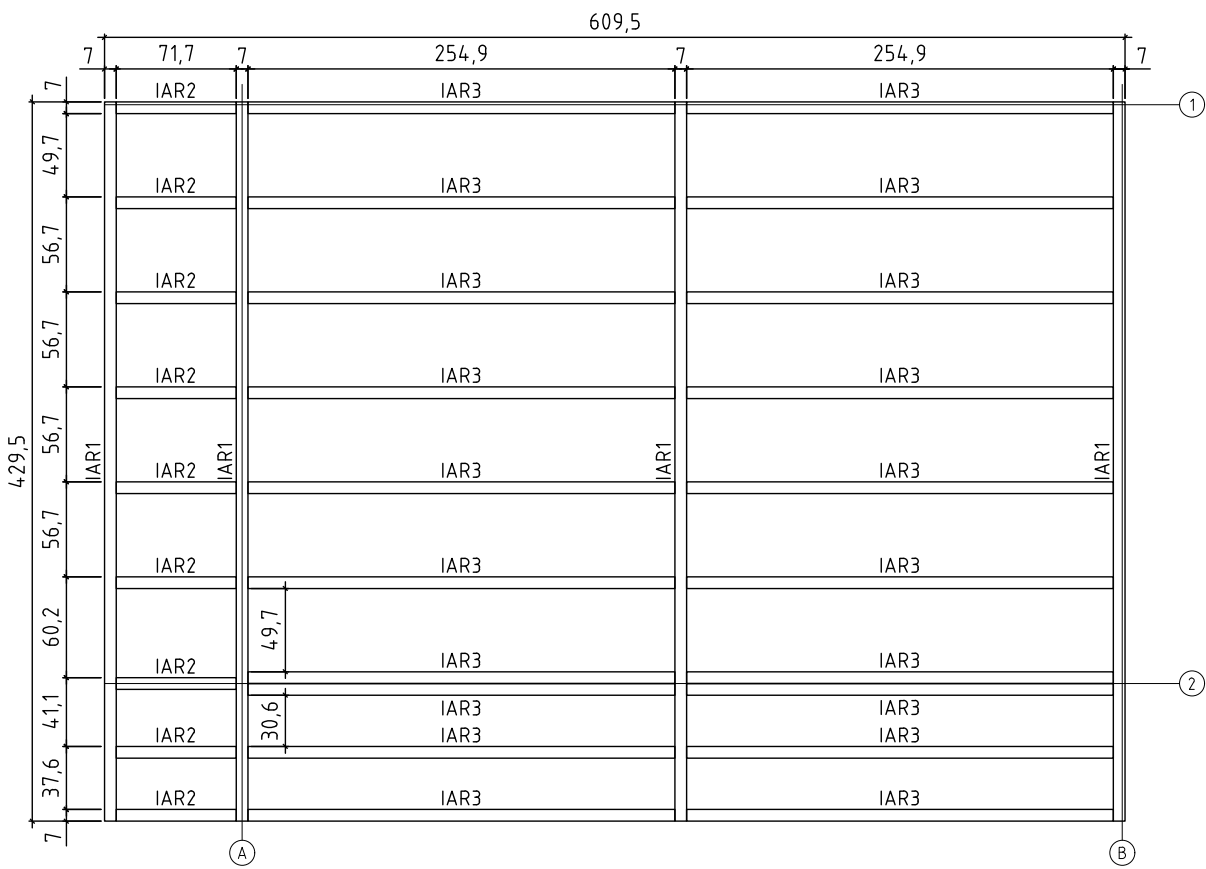 609,5
7 71,7 7 254,9 7 254,9 7
7 IAR2 IAR3 IAR3
1
49,7
IAR2 IAR3 IAR3
56,7
IAR2 IAR3 IAR3
56,7
IAR2 IAR3 IAR3
429,5 56,7 IAR1 IAR1 IAR1 IAR1
IAR2 IAR3 IAR3
56,7
IAR2 IAR3 IAR3
60,2 49,7
IAR2 IAR3 IAR3
2
41,1 30,6 IAR3 IAR3
IAR2 IAR3 IAR3
37,6
IAR2 IAR3 IAR3
7
A B